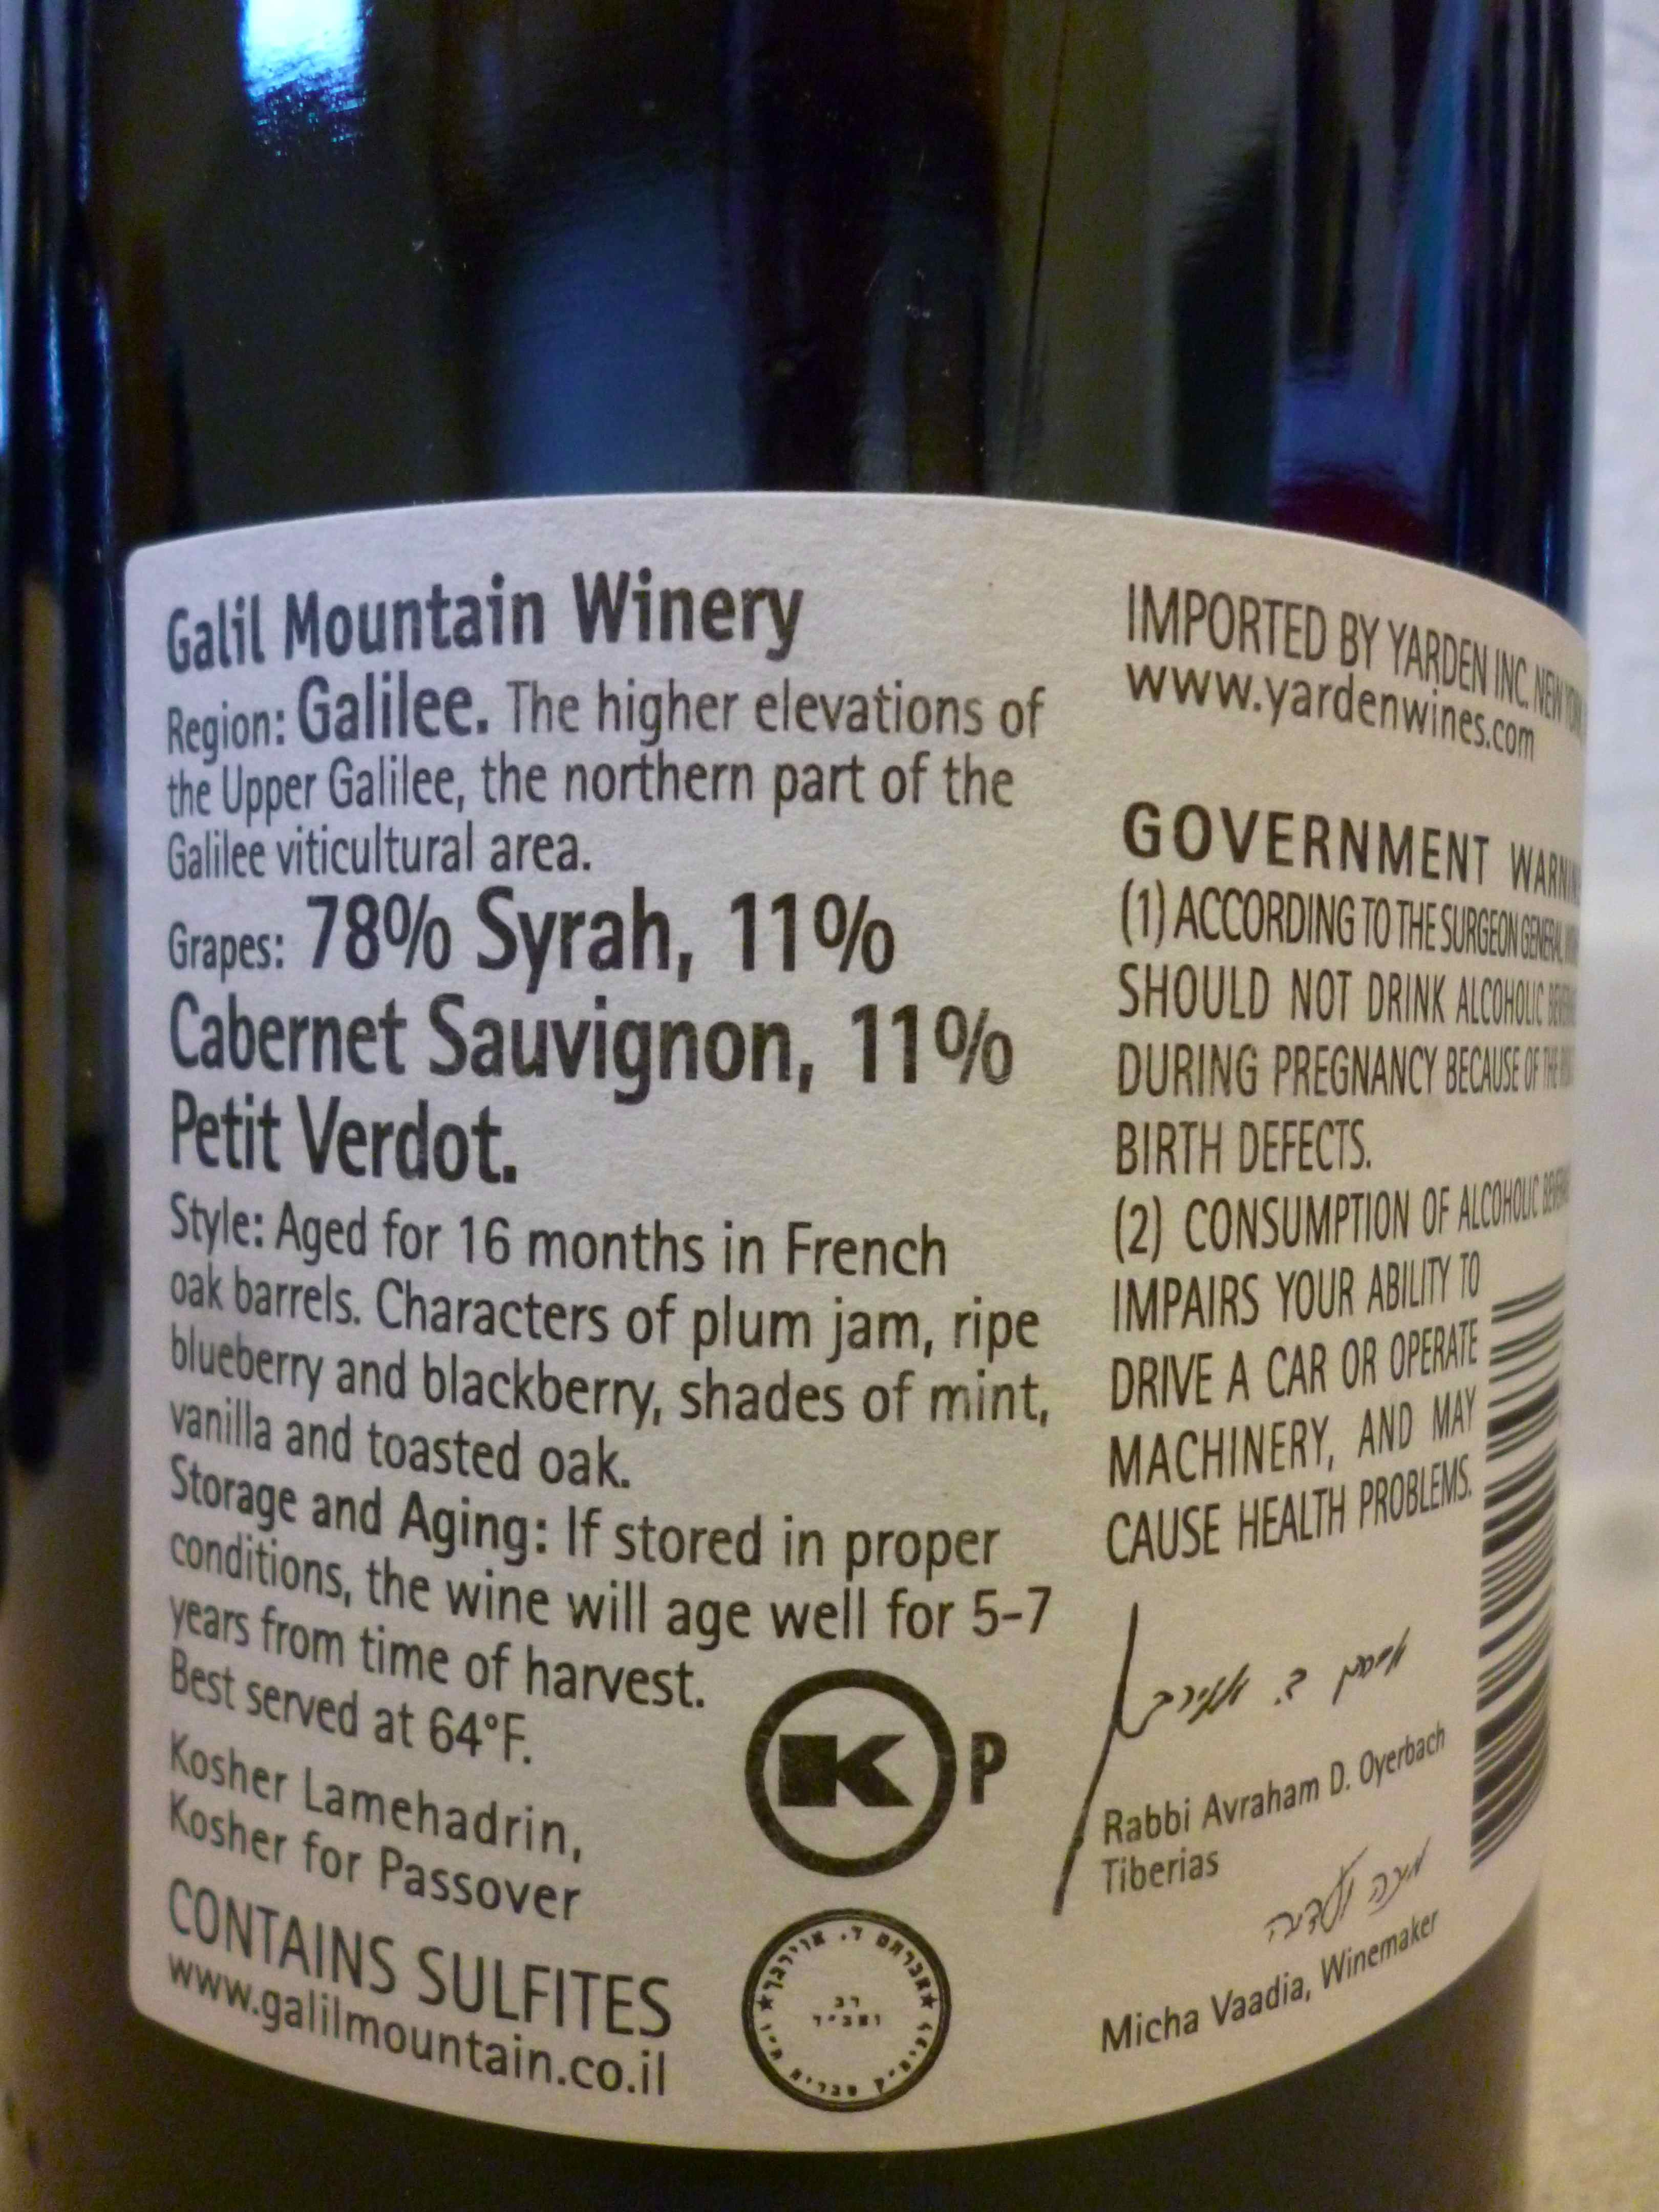 Galil Mountain Winery
Region: Galilee. The higher elevations of
the Upper Galilee, the northern part of the
Galilee viticultural area.
Grapes: 78% Syrah, 11%
Cabernet Sauvignon, 11%
Petit Verdot.
Style: Aged for 16 months in French
oak barrels. Characters of plum jam, ripe
blueberry and blackberry, shades of mint,
vanilla and toasted oak.
Storage and Aging: If stored in proper
conditions, the wine will age well for 5-7
years from time of harvest.
Best served at 64°F.
Kosher Lamehadrin,
Kosher for Passover
CONTAINS SULFITES
www.galilmountain.co.il
K P
IMPORTED BY YARDEN INC. NEW
www.yardenwines.com
GOVERNMENT
(1) ACCORDING TO THE SURGEON GENERAL
SHOULD NOT DRINK ALCOHOLIC
DURING PREGNANCY BECAUSE OF THE
BIRTH DEFECTS.
(2) CONSUMPTION OF ALCOHOLIC
IMPAIRS YOUR ABILITY TO
DRIVE A CAR OR OPERATE
MACHINERY, AND MAY
CAUSE HEALTH PROBLEMS.
Rabbi Avraham D. Oyerbach
Tiberias
Micha Vaadia, Winemaker